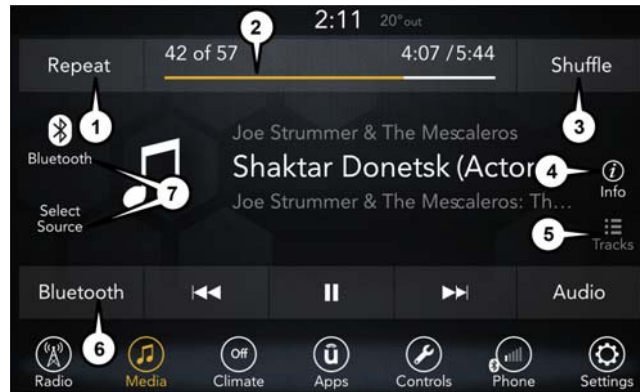 2:11 20°out
Repeat
42 of 57
4:07 / 5:44
Shuffle
2
1
3
Bluetooth
Joe Strummer & The Mescaleros
Shaktar Donetsk (Actor
Joe Strummer & The Mescaleros: Th...
4
Info
7
Select
Source
5
Tracks
Bluetooth
Audio
6
Radio
Media
Off
Climate
Apps
Controls
Phone
Settings